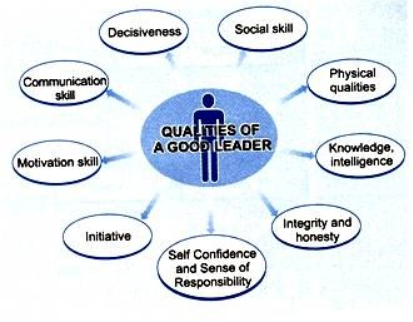 Decisiveness
Social skill
Communication
skill
Physical
qualities
QUALITIES OF
A GOOD LEADER
Motivation skill
Knowledge,
intelligence
Initiative
Self Confidence
and Sense of
Responsibility
Integrity and
honesty